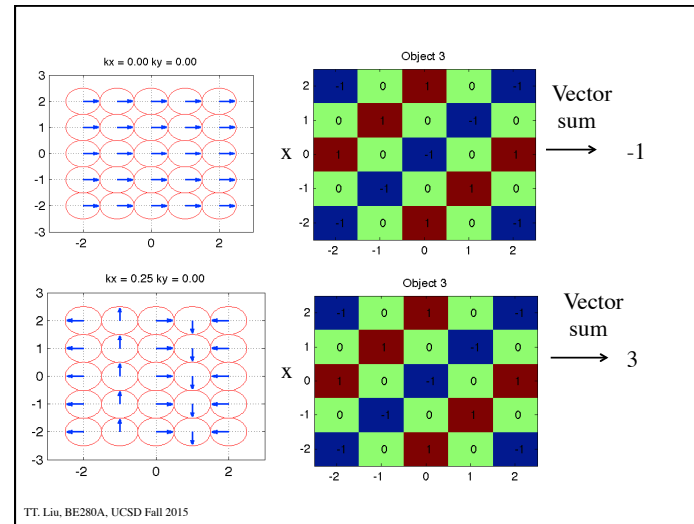 kx = 0.00 ky = 0.00
3
2
1
0
-1
-2
-3
-2 0 2
x
Object 3
2 -1 0 1 0 -1
1 0 1 0 -1 0
0 1 0 -1 0 1
-1 0 -1 0 1 0
-2 -1 0 1 0 -1
-2 -1 0 1 2
Vector
sum
-1
kx = 0.25 ky = 0.00
3
2
1
0
-1
-2
-3
-2 0 2
x
Object 3
2 -1 0 1 0 -1
1 0 1 0 -1 0
0 1 0 -1 0 1
-1 0 -1 0 1 0
-2 -1 0 1 0 -1
-2 -1 0 1 2
Vector
sum
3
TT. Liu, BE280A, UCSD Fall 2015